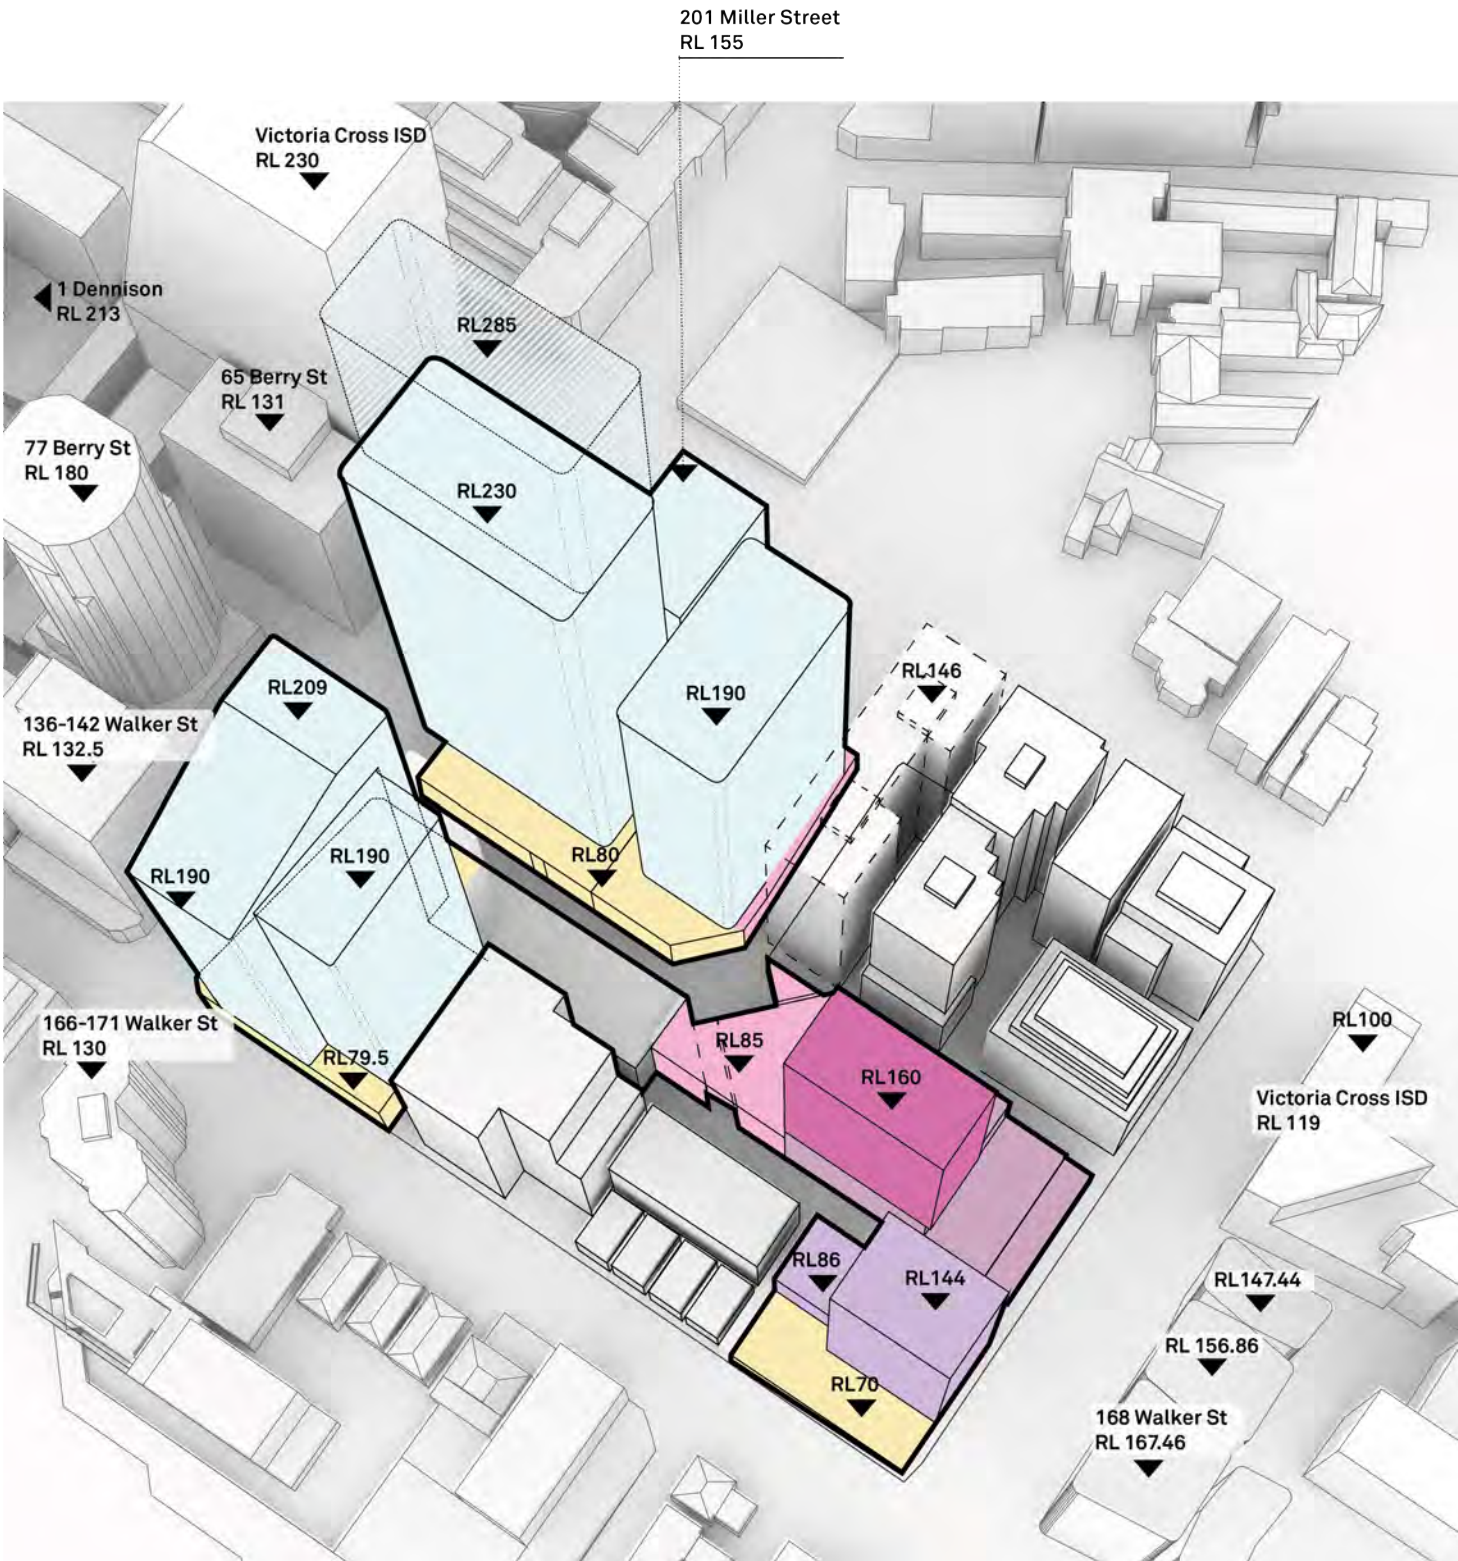 201 Miller Street
RL 155
Victoria Cross ISD
RL 230
1 Dennison
RL 213
RL285
65 Berry St
RL 131
77 Berry St
RL 180
RL230
RL146
RL209
RL190
136-142 Walker St
RL 132.5
RL80
RL190
RL190
166-171 Walker St
RL 130
RL79.5
RL85
RL160
RL100
Victoria Cross ISD
RL 119
RL86
RL144
RL147.44
RL 156.86
RL70
168 Walker St
RL 167.46